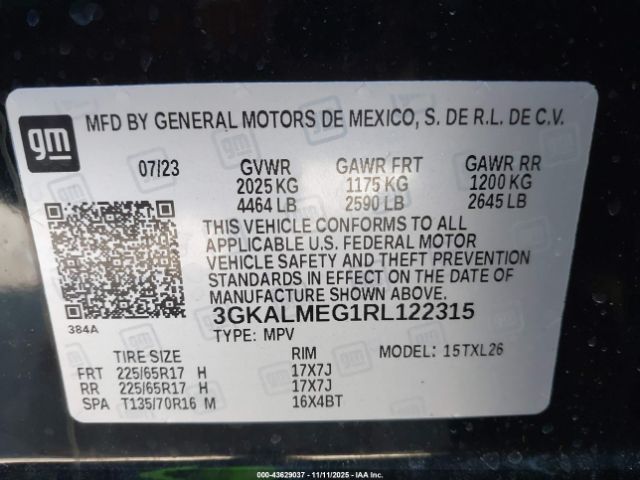 gm
MFD BY GENERAL MOTORS DE MEXICO, S. DE R.L. DE C.V.
07/23 GVWR GAWR FRT GAWR RR
2025 KG 1175 KG 1200 KG
4464 LB 2590 LB 2645 LB
THIS VEHICLE CONFORMS TO ALL
APPLICABLE U.S. FEDERAL MOTOR
VEHICLE SAFETY AND THEFT PREVENTION
STANDARDS IN EFFECT ON THE DATE OF
MANUFACTURE SHOWN ABOVE.
384A
3GKALMEG1RL122315
TYPE: MPV MODEL: 15TXL26
TIRE SIZE RIM
FRT 225/65R17 H 17X7J
RR 225/65R17 H 17X7J
SPA T135/70R16 M 16X4BT
000-43629037 - 11/11/2025 - IAA Inc.